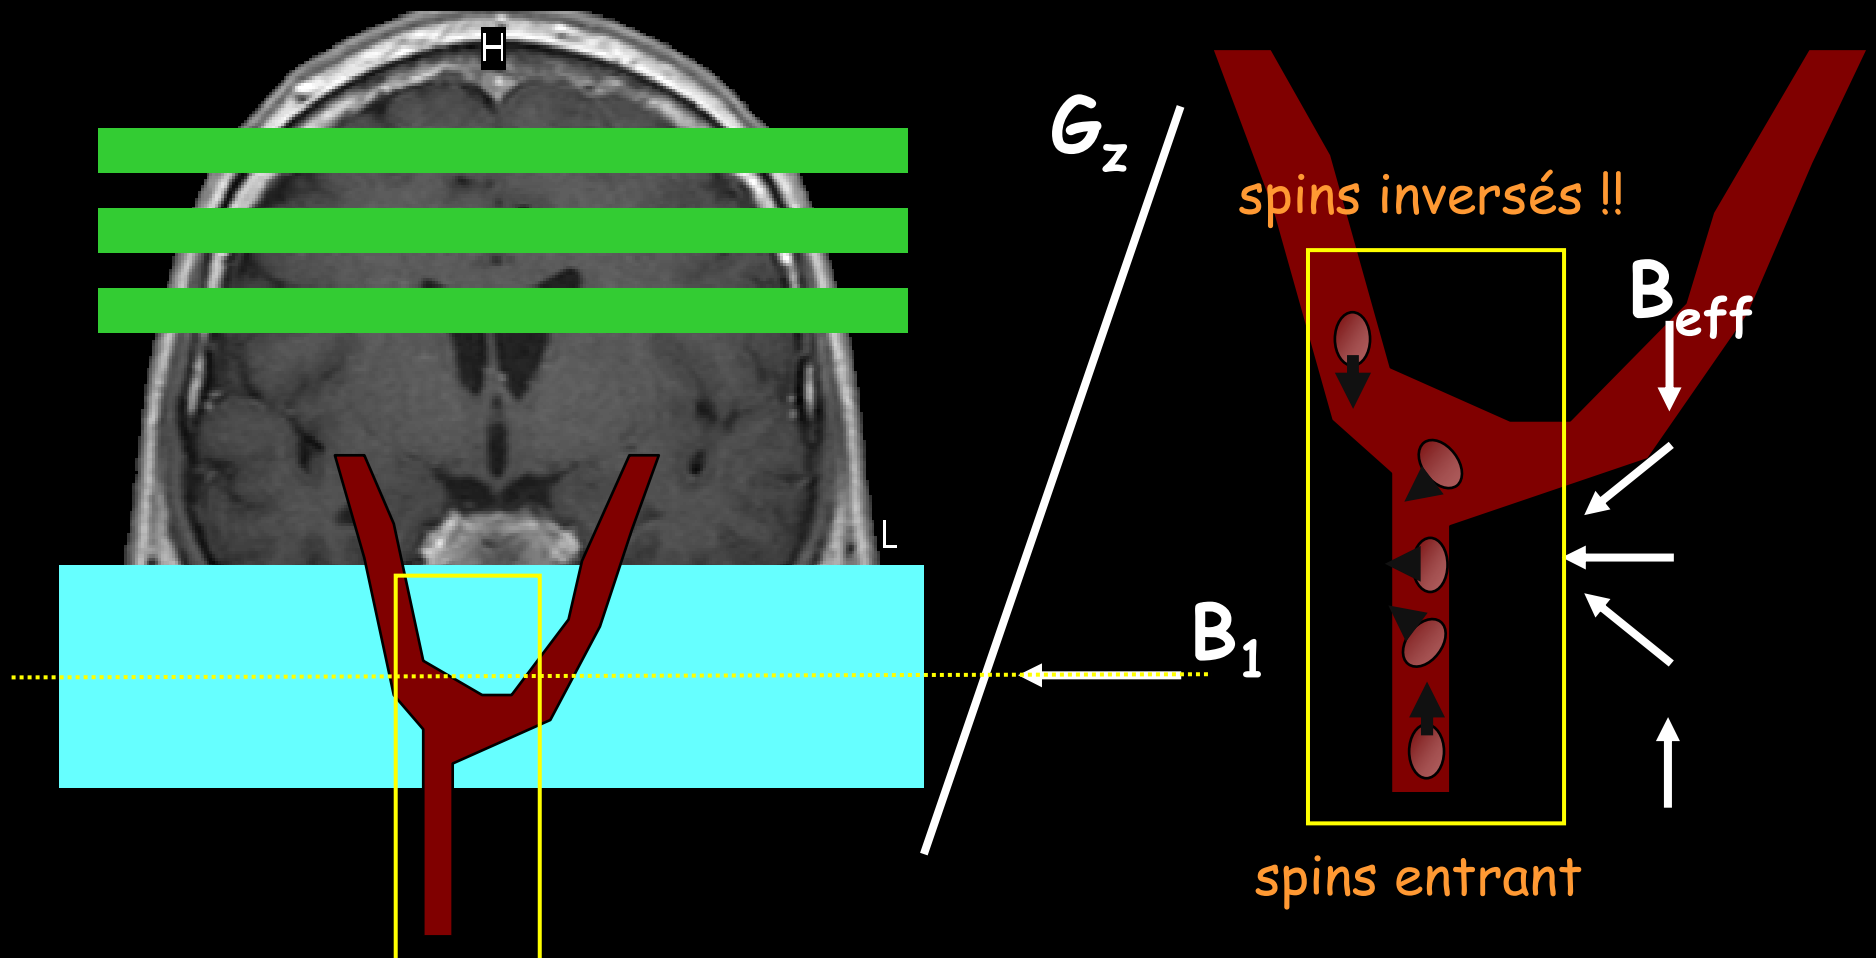 H
Gz
spins inversés !!
Beff
L
B1
spins entrant